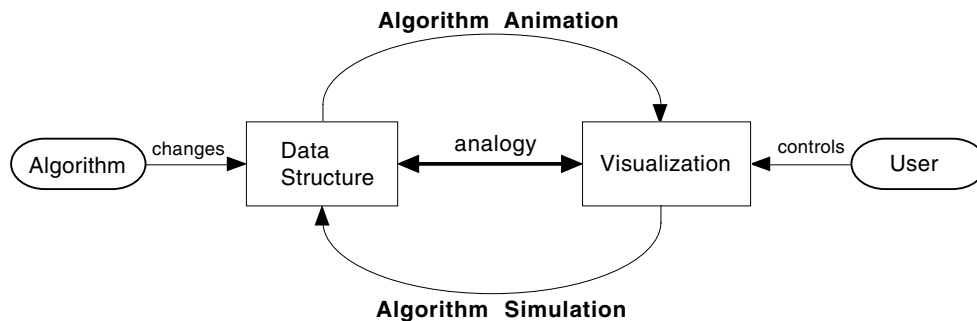 Algorithm Animation
Algorithm
changes
Data
Structure
analogy
Visualization
controls
User
Algorithm Simulation